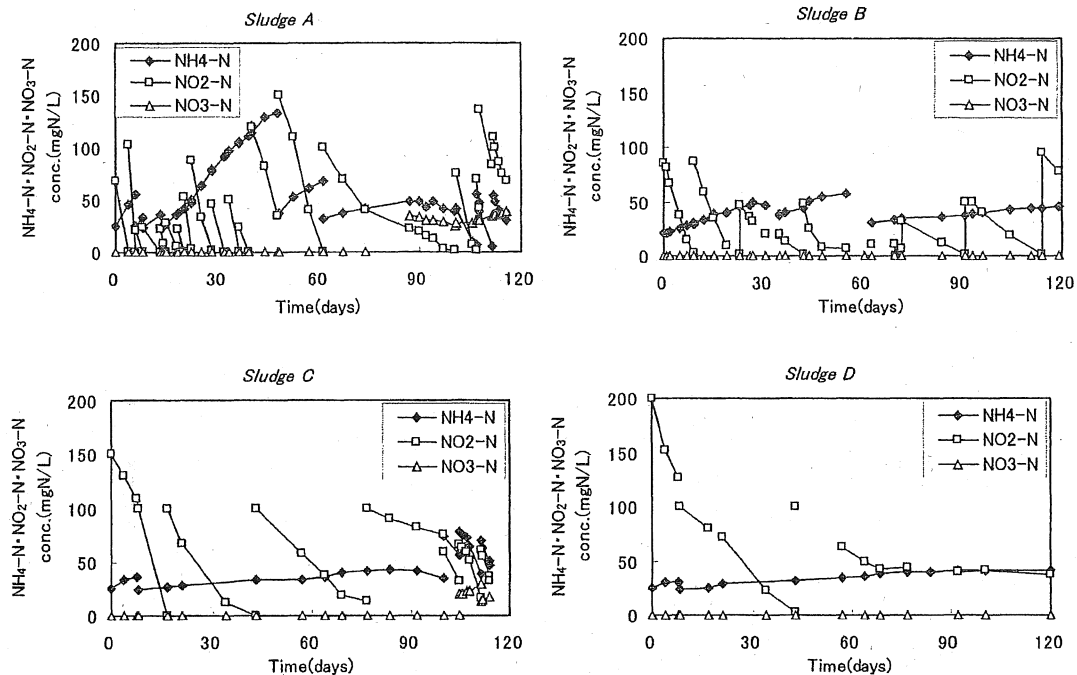 Sludge A
NH4-N・NO2-N・NO3-N
conc.(mgN/L)
200
150
100
50
0
NH4-N
NO2-N
NO3-N
0 30 60 90 120
Time(days)
Sludge B
NH4-N・NO2-N・NO3-N
conc.(mgN/L)
200
150
100
50
0
NH4-N
NO2-N
NO3-N
0 30 60 90 120
Time(days)
Sludge C
NH4-N・NO2-N・NO3-N
conc.(mgN/L)
200
150
100
50
0
NH4-N
NO2-N
NO3-N
0 30 60 90 120
Time(days)
Sludge D
NH4-N・NO2-N・NO3-N
conc.(mgN/L)
200
150
100
50
0
NH4-N
NO2-N
NO3-N
0 30 60 90 120
Time(days)